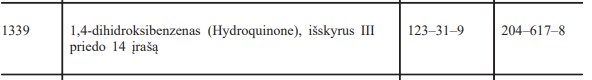 1339 1,4-dihidroksibenzenas (Hydroquinone), išskyrus III 123–31–9 204–617–8
priedo 14 įrašą